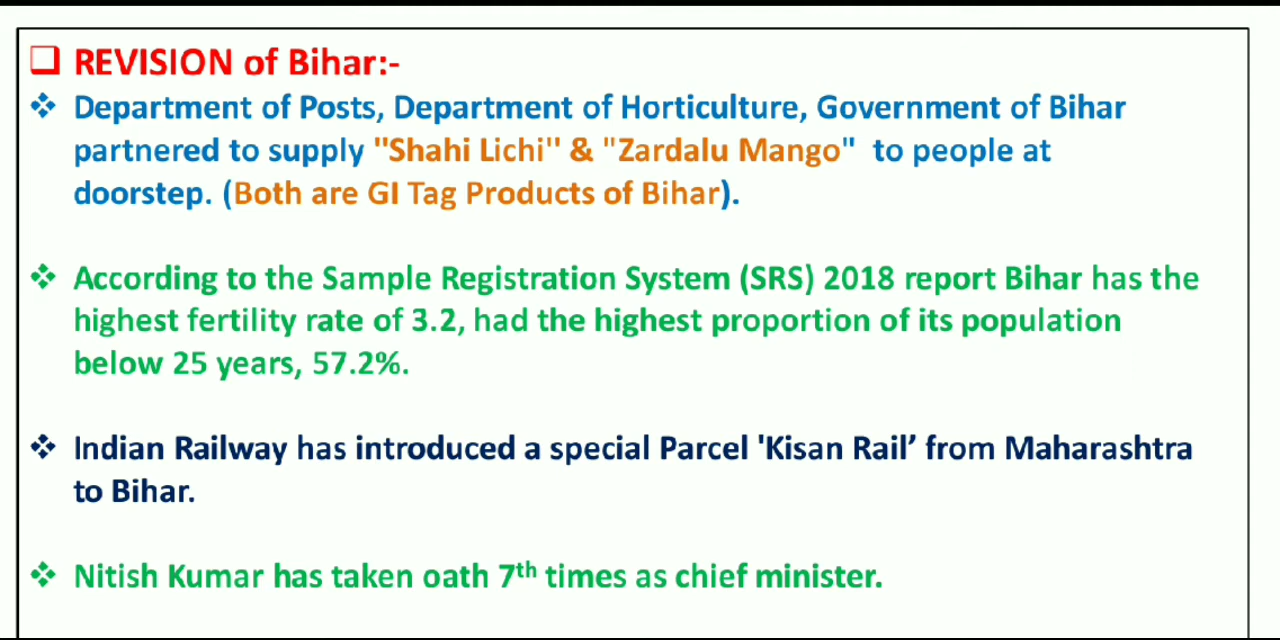 ❑ REVISION of Bihar:-
❖ Department of Posts, Department of Horticulture, Government of Bihar
partnered to supply "Shahi Lichi" & "Zardalu Mango" to people at
doorstep. (Both are GI Tag Products of Bihar).
❖ According to the Sample Registration System (SRS) 2018 report Bihar has the
highest fertility rate of 3.2, had the highest proportion of its population
below 25 years, 57.2%.
❖ Indian Railway has introduced a special Parcel 'Kisan Rail’ from Maharashtra
to Bihar.
❖ Nitish Kumar has taken oath 7th times as chief minister.